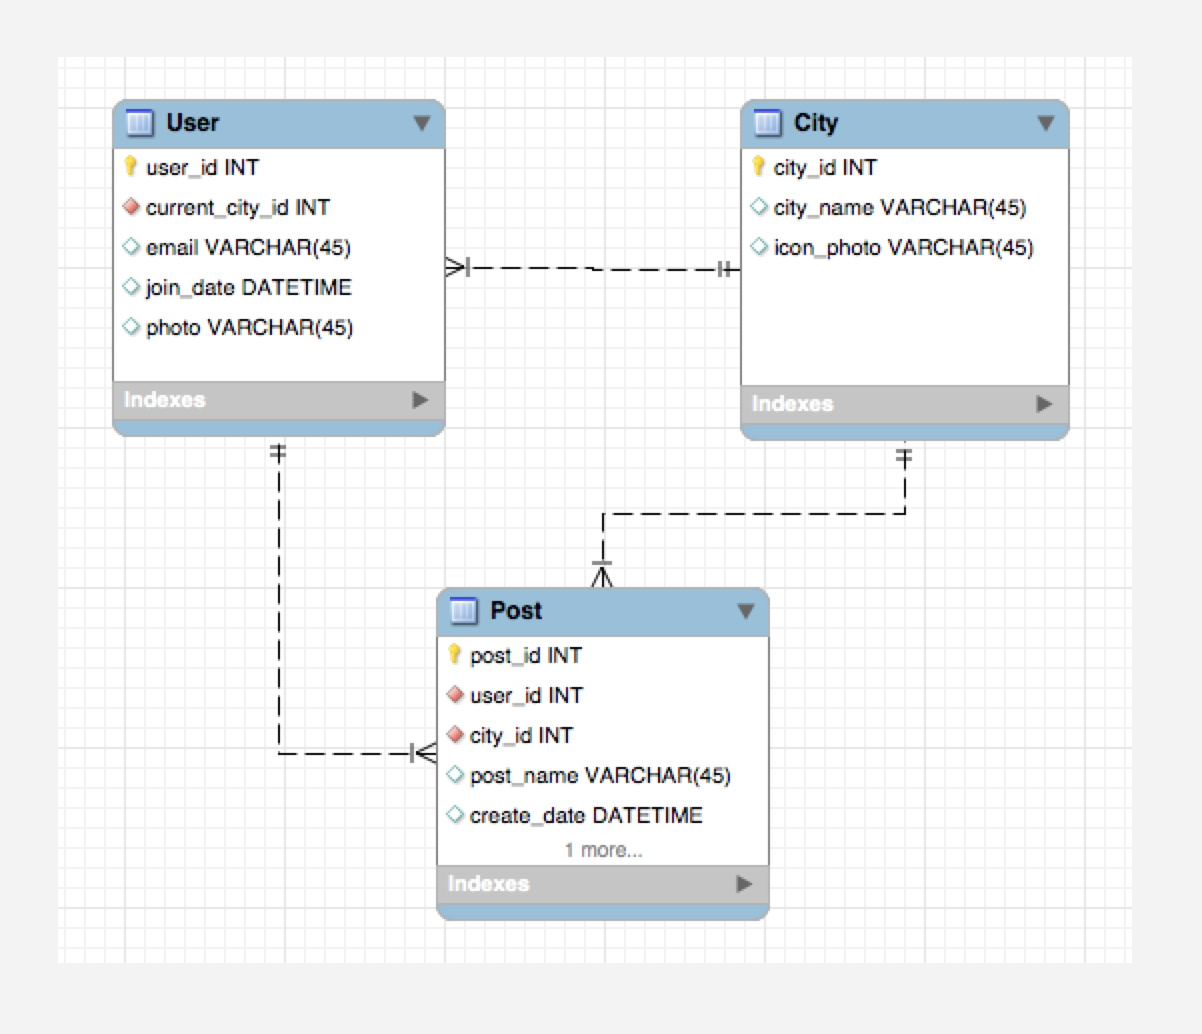 User
user_id INT
current_city_id INT
email VARCHAR(45)
join_date DATETIME
photo VARCHAR(45)
Indexes
City
city_id INT
city_name VARCHAR(45)
icon_photo VARCHAR(45)
Indexes
Post
post_id INT
user_id INT
city_id INT
post_name VARCHAR(45)
create_date DATETIME
1 more...
Indexes